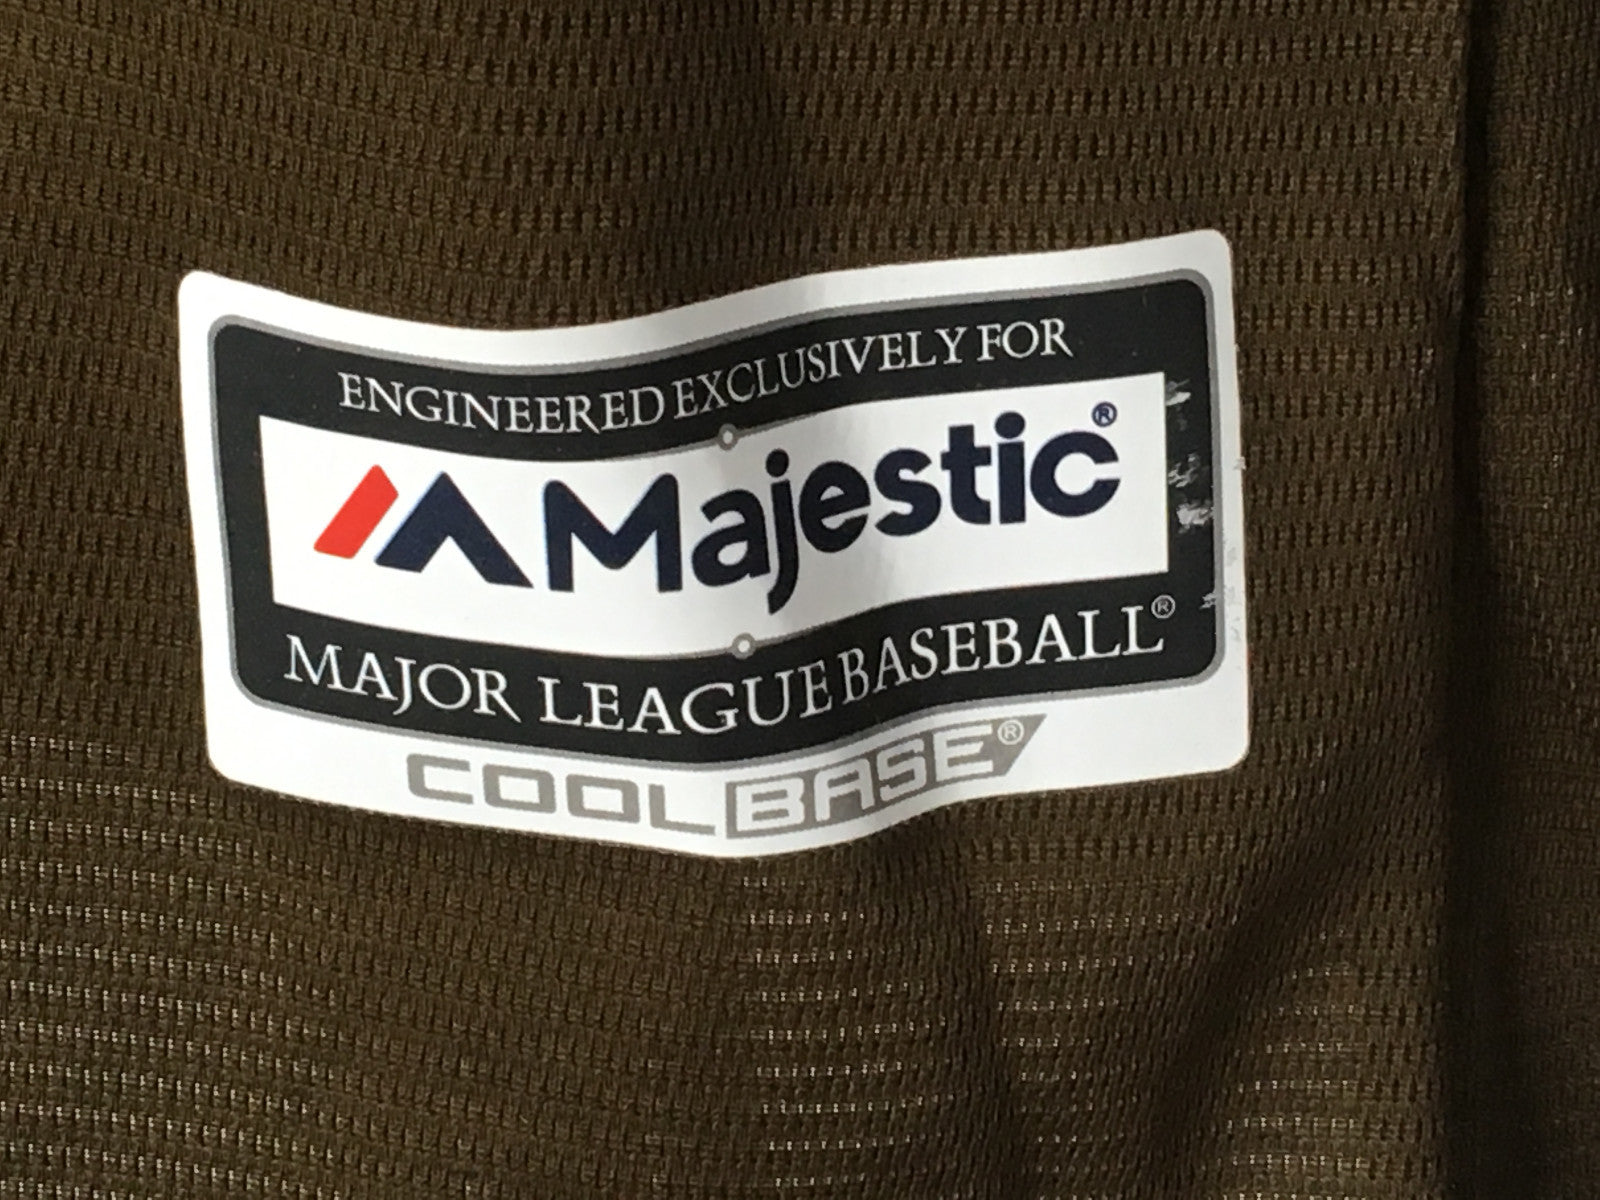 ENGINEERED EXCLUSIVELY FOR
Majestic®
MAJOR LEAGUE BASEBALL®
COOLBASE®